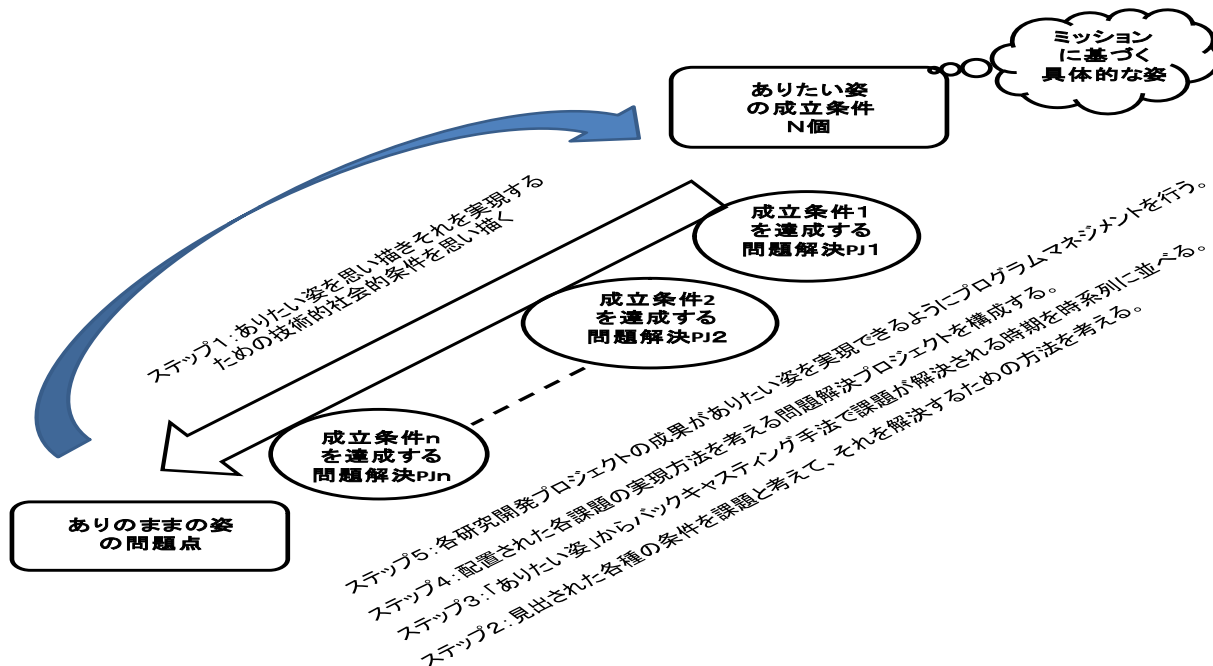 ミッション
に基づく
具体的な姿
ありたい姿
の成立条件
N個
ステップ1:ありたい姿を思い描きそれを実現する
ための技術的社会的条件を思い描く
成立条件1
を達成する
問題解決PJ1
成立条件2
を達成する
問題解決PJ2
成立条件n
を達成する
問題解決PJn
ありのままの姿
の問題点
ステップ5:各研究開発プロジェクトの成果がありたい姿を実現できるようにプログラムマネジメントを行う。
ステップ4:配置された各課題の実現方法を考える問題解決プロジェクトを構成する。
ステップ3:「ありたい姿」からバックキャスティング手法で課題が解決される時期を時系列に並べる。
ステップ2:見出された各種の条件を課題と考えて、それを解決するための方法を考える。